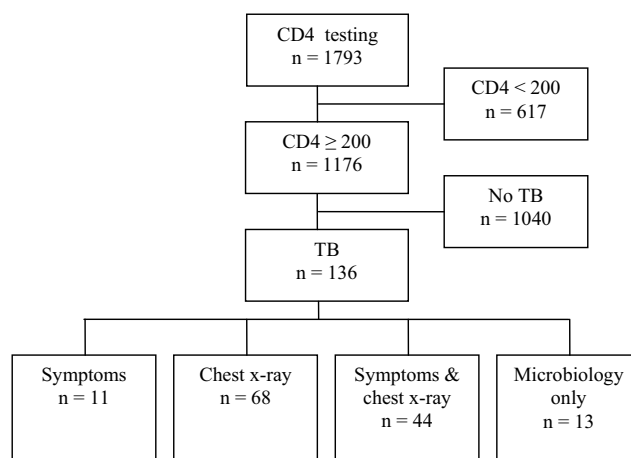 CD4 testing
n = 1793
CD4 < 200
n = 617
CD4 ≥ 200
n = 1176
No TB
n = 1040
TB
n = 136
Symptoms
n = 11
Chest x-ray
n = 68
Symptoms &
chest x-ray
n = 44
Microbiology
only
n = 13